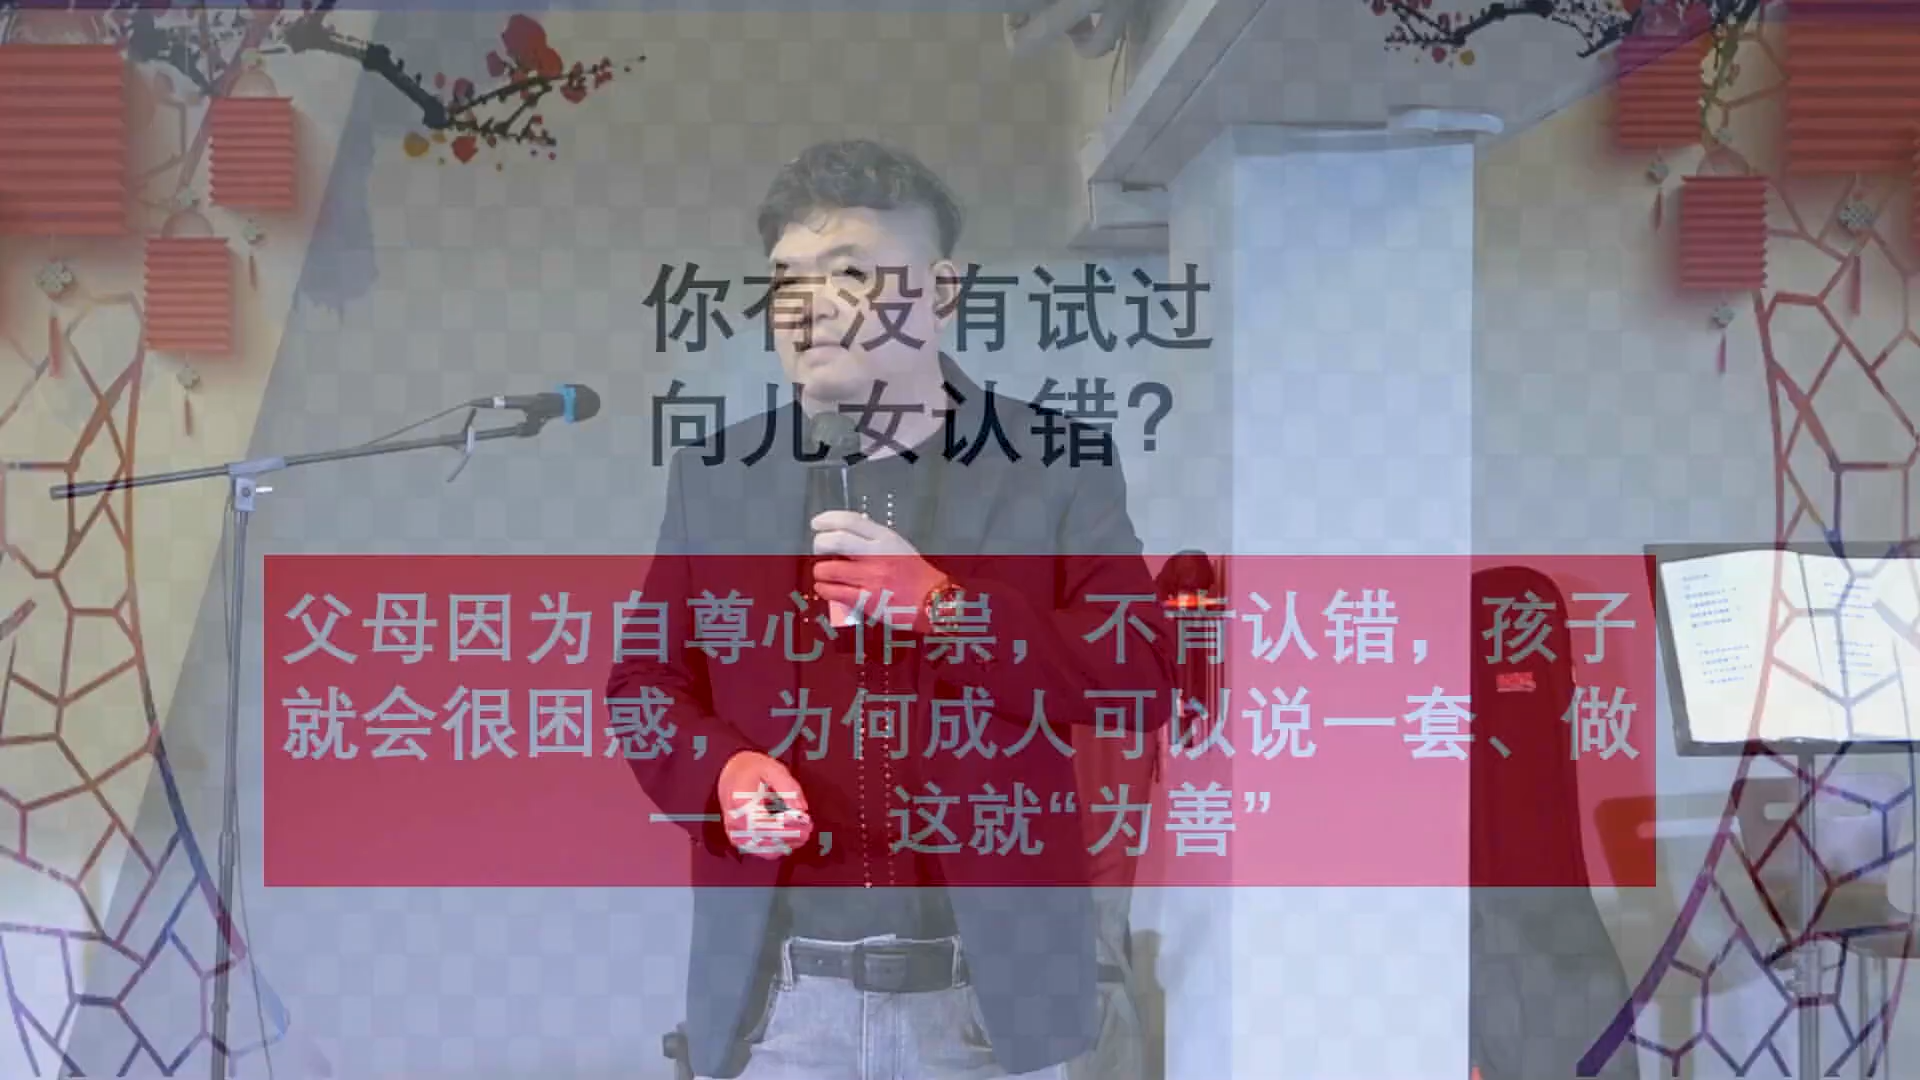 你有没有试过
向儿女认错？
父母因为自尊心作祟，不肯认错，孩子
就会很困惑，为何成人可以说一套、做
一套，这就“为善”